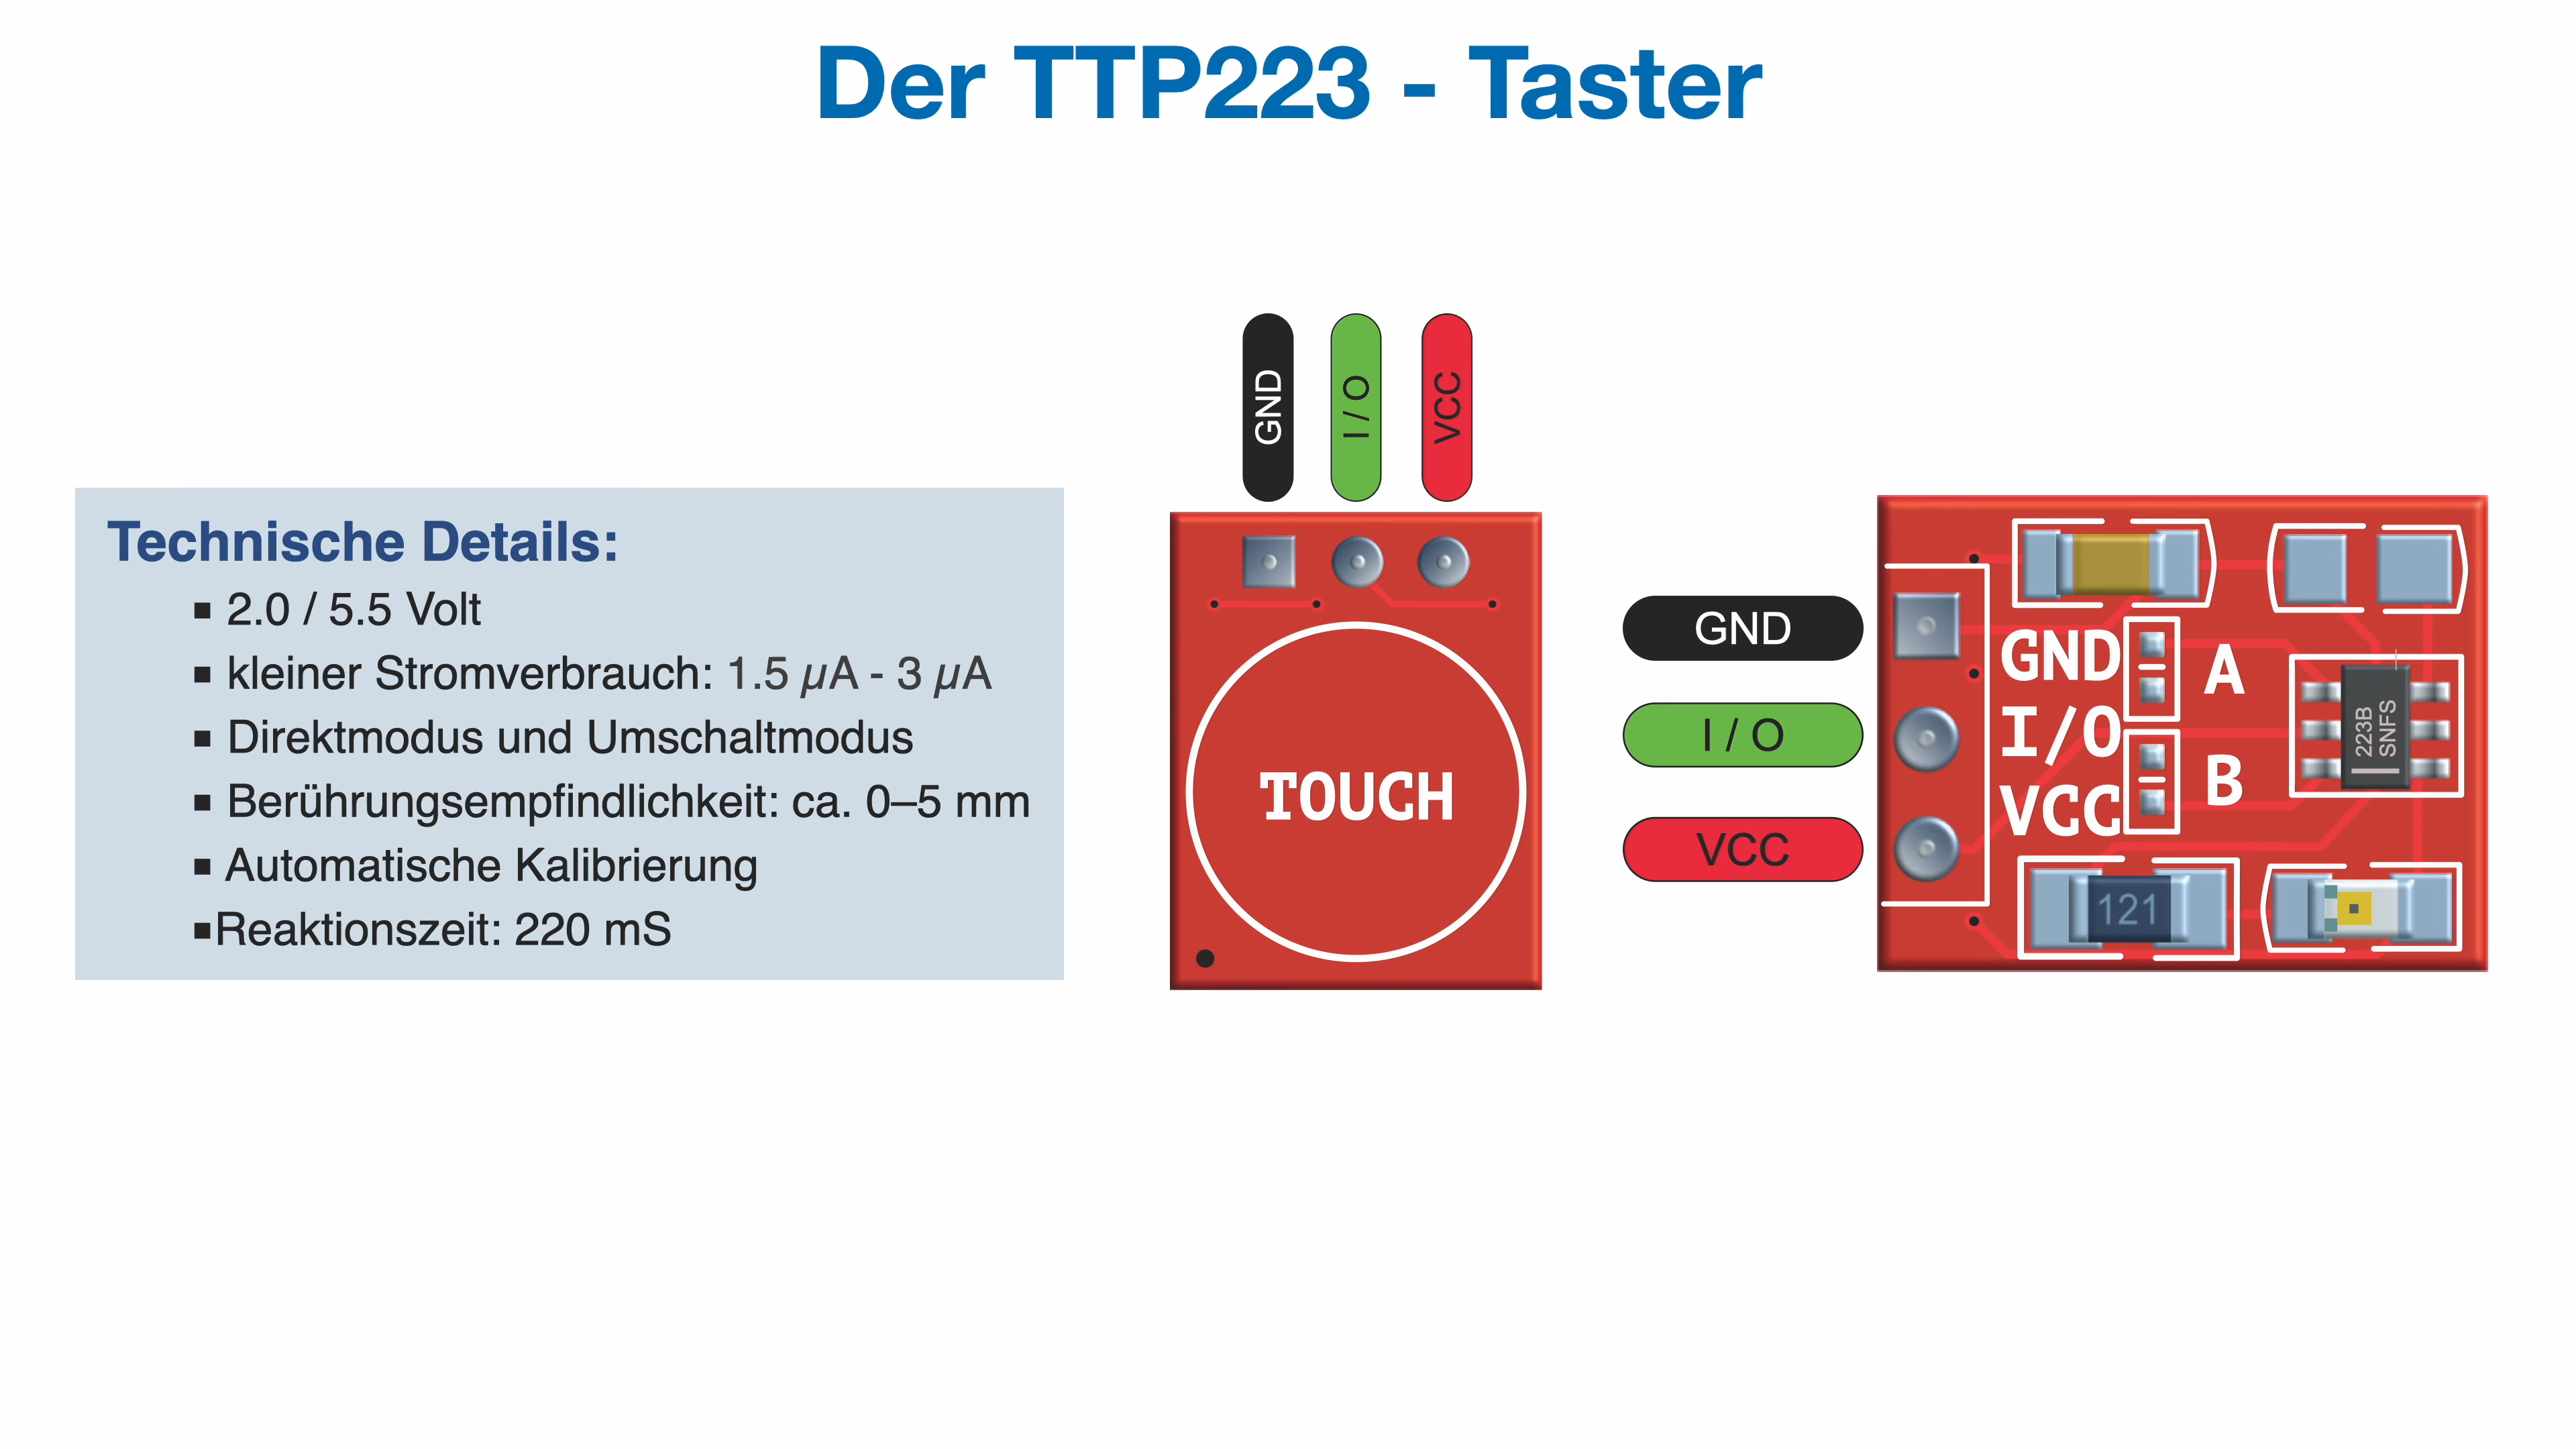 Der TTP223 - Taster
Technische Details:
▪ 2.0 / 5.5 Volt
▪ kleiner Stromverbrauch: 1.5 µA - 3 µA
▪ Direktmodus und Umschaltmodus
▪ Berührungsempfindlichkeit: ca. 0–5 mm
▪ Automatische Kalibrierung
▪Reaktionszeit: 220 mS
GND
I / O
VCC
TOUCH
GND
I / O
VCC
GND
I/O
VCC
A
B
223B
SNFS
121